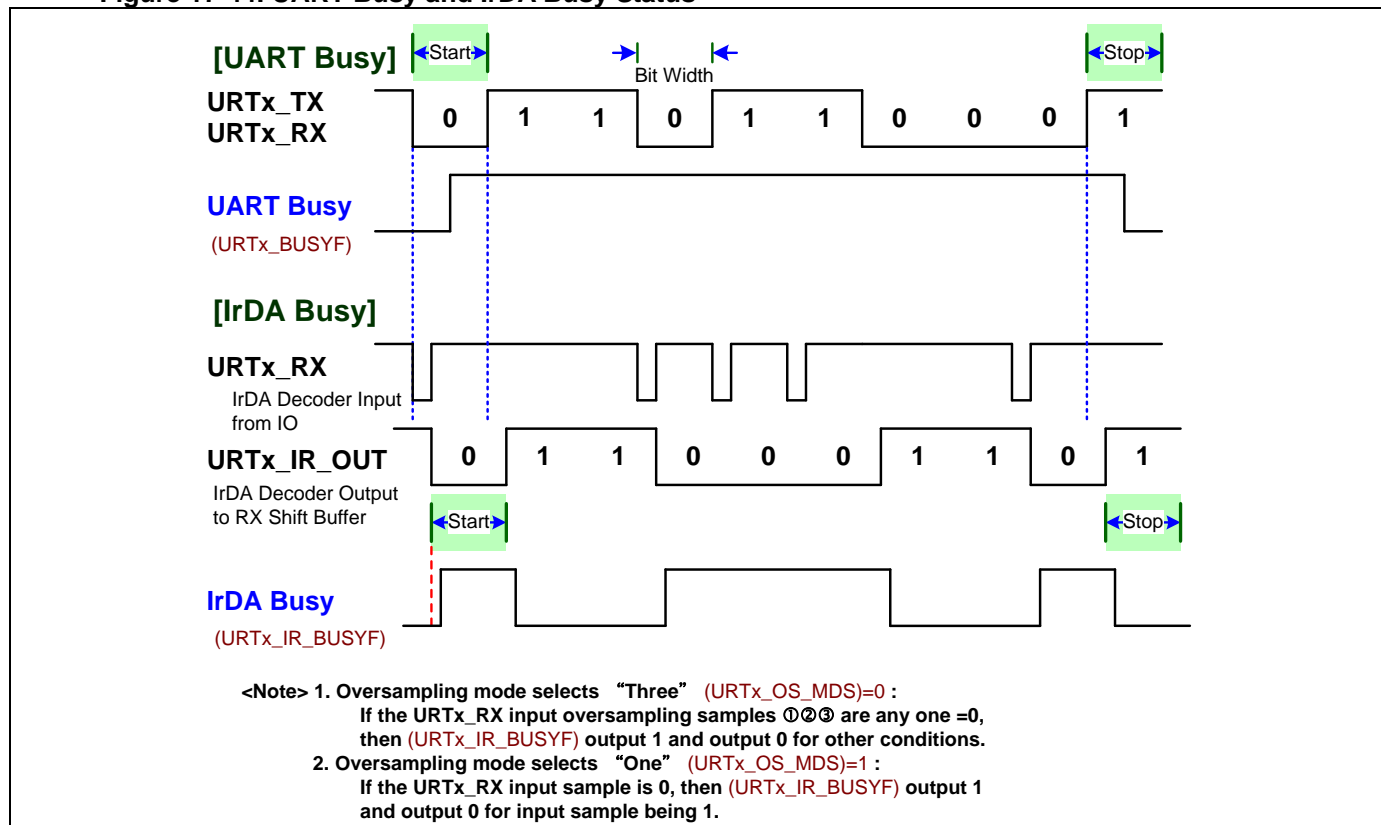 [UART Busy]
Start
Bit Width
Stop
URTx_TX
URTx_RX
0 1 1 0 1 1 0 0 0 1
UART Busy
(URTx_BUSYF)
[IrDA Busy]
URTx_RX
IrDA Decoder Input
from IO
URTx_IR_OUT
0 1 1 0 0 0 1 1 0 1
IrDA Decoder Output
to RX Shift Buffer
Start
Stop
IrDA Busy
(URTx_IR_BUSYF)
<Note> 1. Oversampling mode selects “Three” (URTx_OS_MDS)=0 :
If the URTx_RX input oversampling samples ①②③ are any one =0,
then (URTx_IR_BUSYF) output 1 and output 0 for other conditions.
2. Oversampling mode selects “One” (URTx_OS_MDS)=1 :
If the URTx_RX input sample is 0, then (URTx_IR_BUSYF) output 1
and output 0 for input sample being 1.